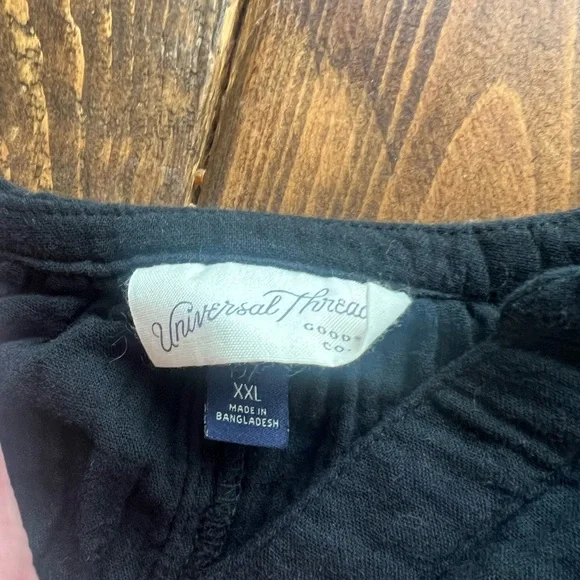 Universal Thread
GOODS
CO.
XXL
MADE IN
BANGLADESH